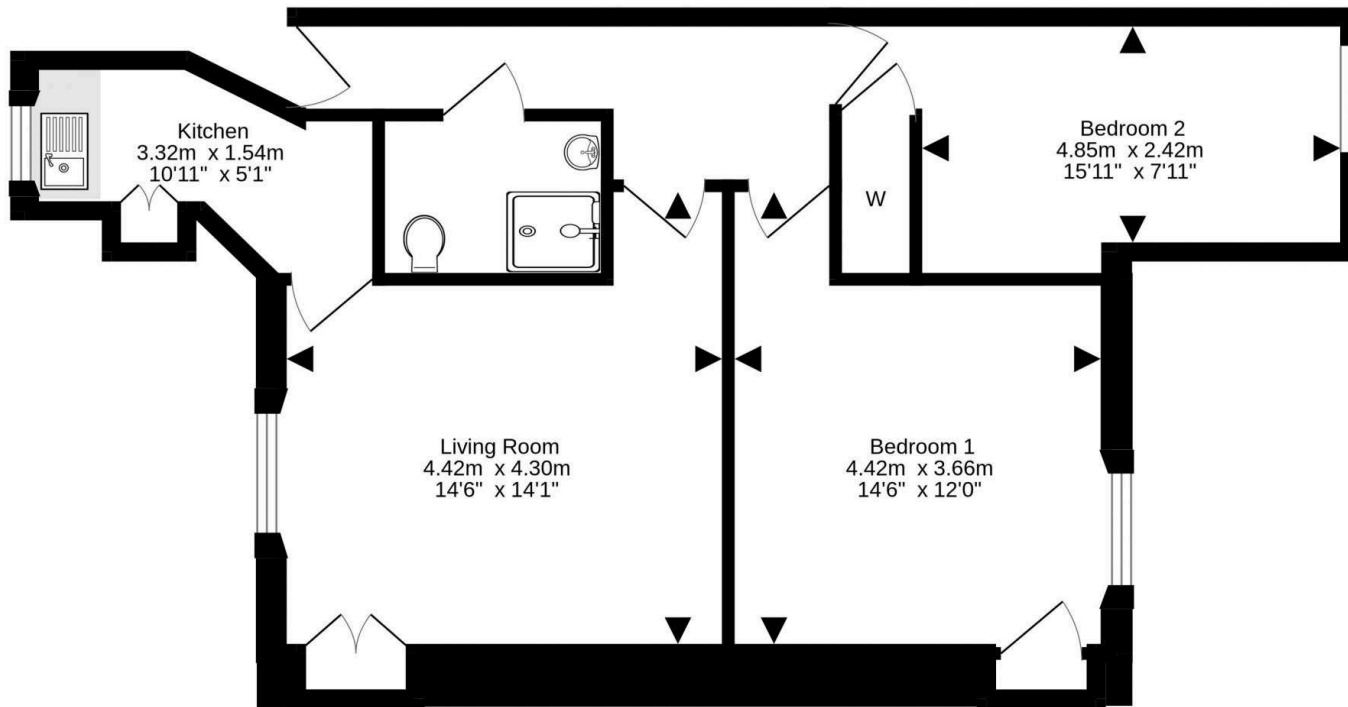 Kitchen
3.32m x 1.54m
10'11" x 5'1"
Bedroom 2
4.85m x 2.42m
15'11" x 7'11"
W
Living Room
4.42m x 4.30m
14'6" x 14'1"
Bedroom 1
4.42m x 3.66m
14'6" x 12'0"